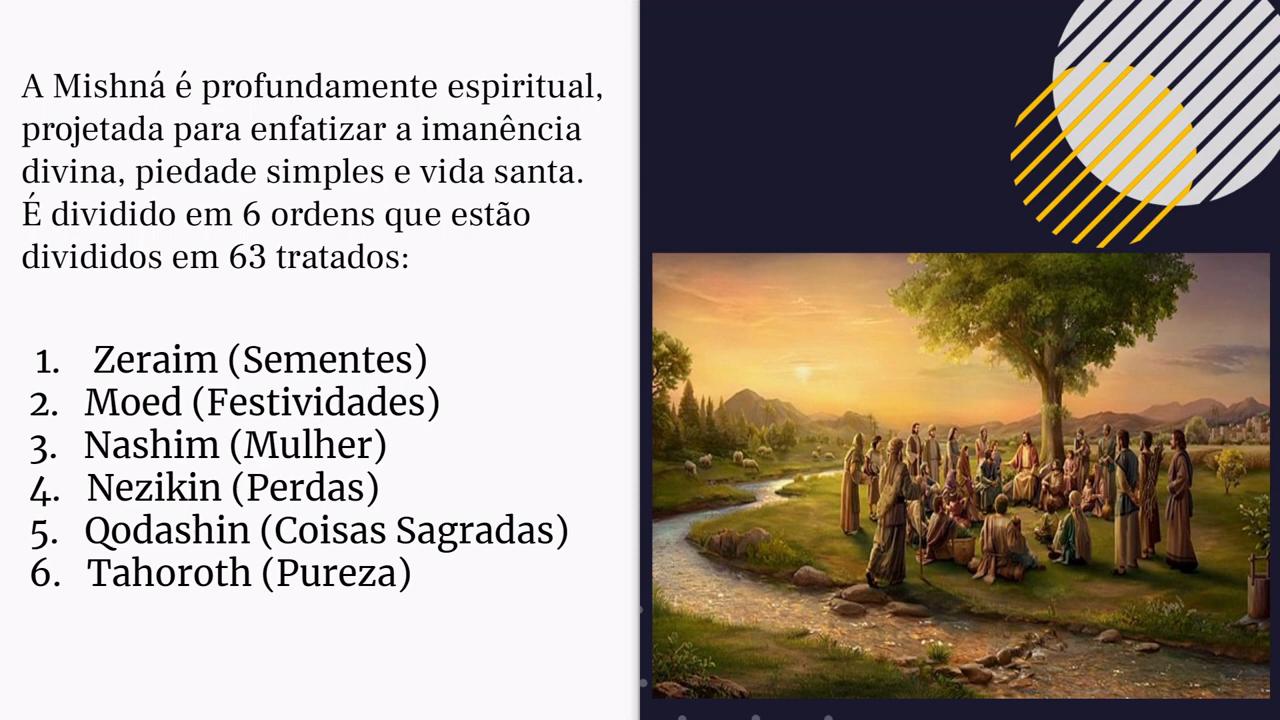 A Mishná é profundamente espiritual,
projetada para enfatizar a imanência
divina, piedade simples e vida santa.
É dividido em 6 ordens que estão
divididos em 63 tratados:
1. Zeraim (Sementes)
2. Moed (Festividades)
3. Nashim (Mulher)
4. Nezikin (Perdas)
5. Qodashin (Coisas Sagradas)
6. Tahoroth (Pureza)